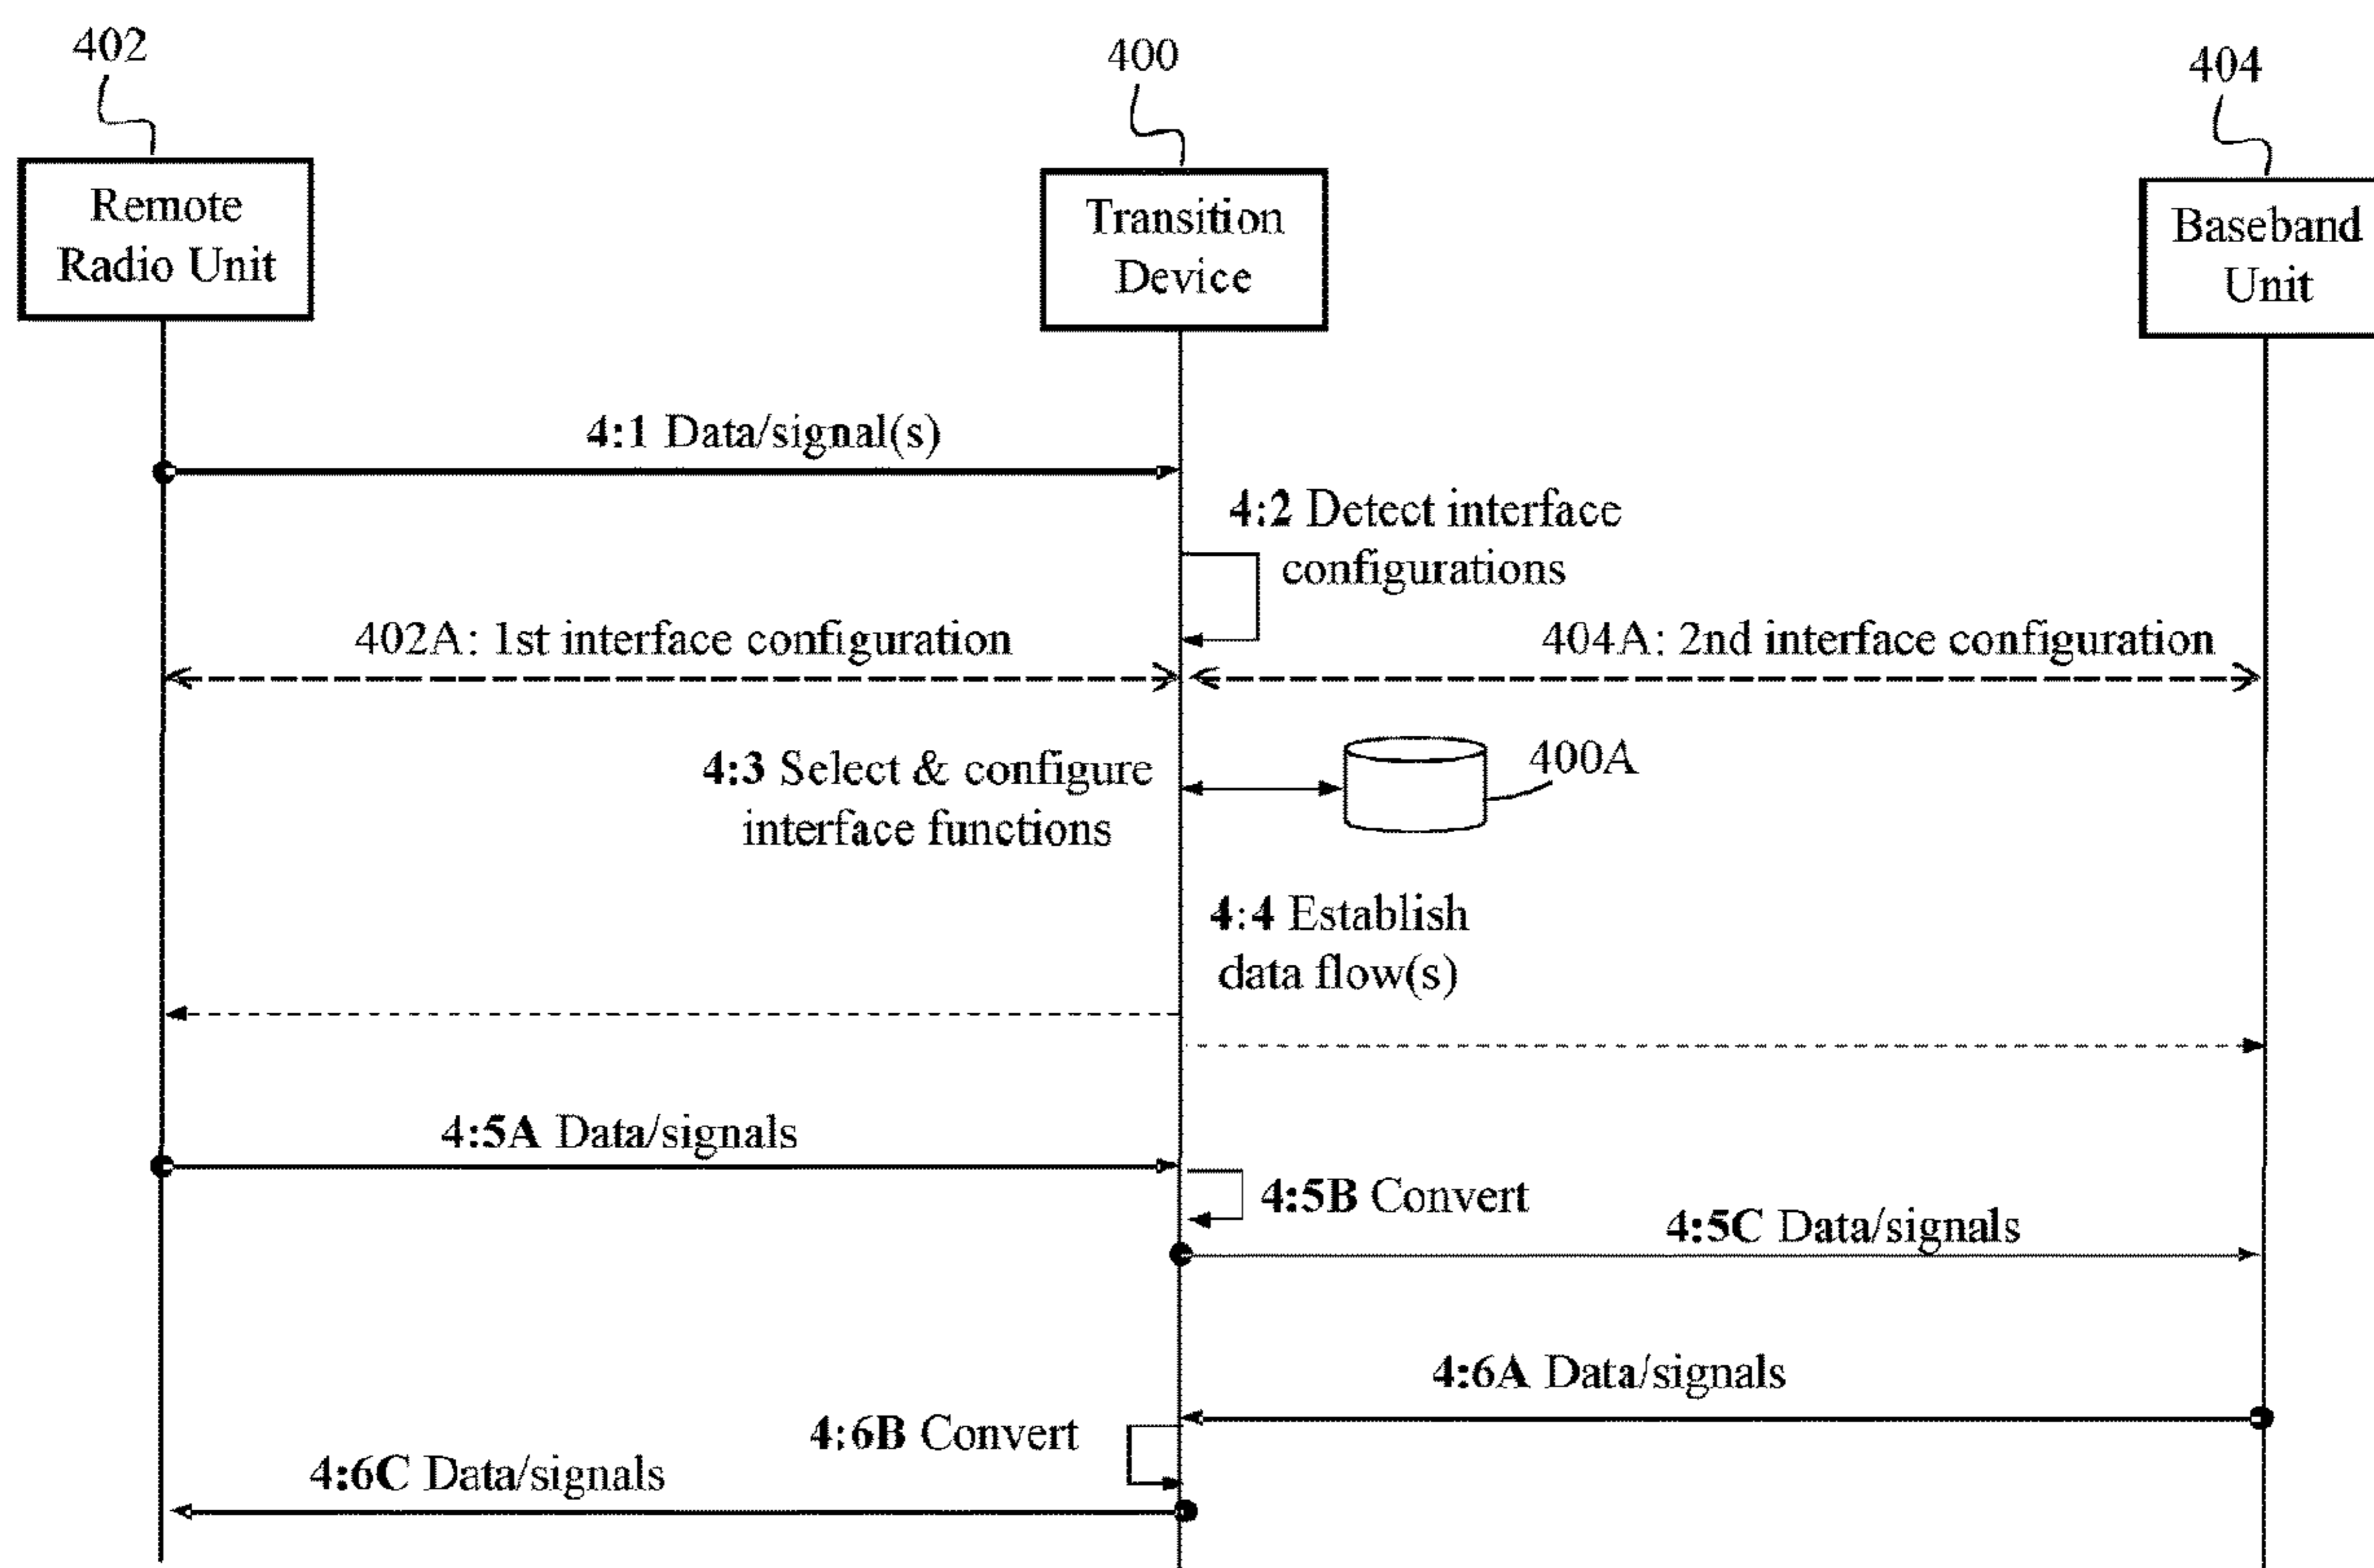 402
400
404
Remote
Radio Unit
Transition
Device
Baseband
Unit
4:1 Data/signal(s)
4:2 Detect interface
configurations
402A: 1st interface configuration
404A: 2nd interface configuration
4:3 Select & configure
interface functions
400A
4:4 Establish
data flow(s)
4:5A Data/signals
4:5B Convert
4:5C Data/signals
4:6A Data/signals
4:6B Convert
4:6C Data/signals